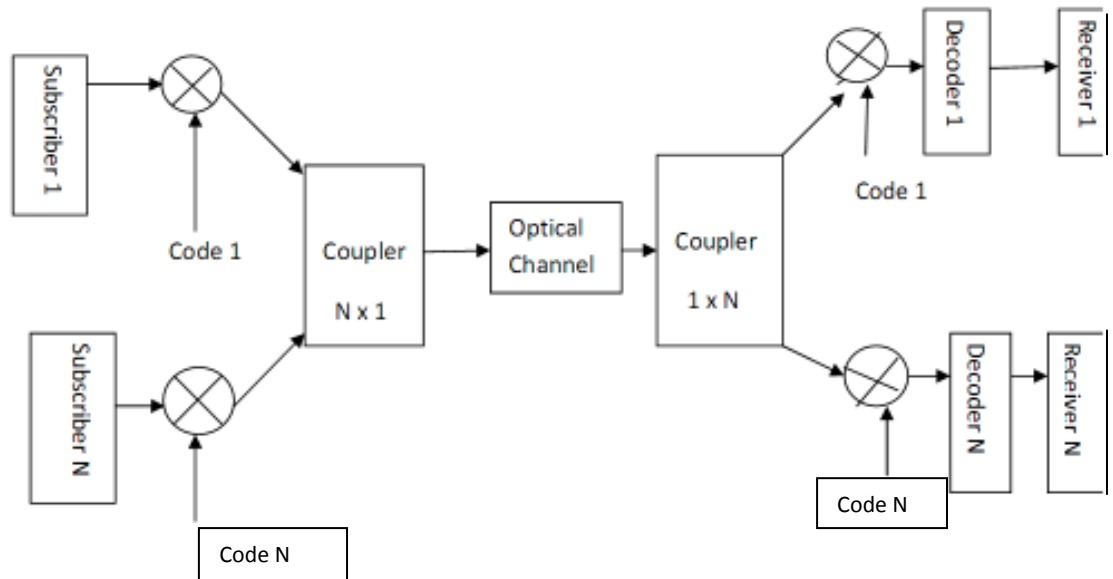 Subscriber 1
Code 1
Coupler
N x 1
Optical
Channel
Coupler
1 x N
Code 1
Decoder 1
Receiver 1
Subscriber N
Code N
Code N
Decoder N
Receiver N